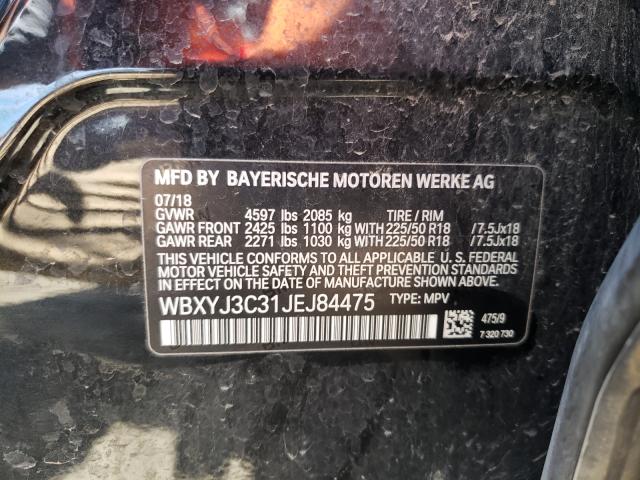 MFD BY BAYERISCHE MOTOREN WERKE AG
07/18
GVWR 4597 lbs 2085 kg TIRE / RIM
GAWR FRONT 2425 lbs 1100 kg WITH 225/50 R18 /7.5Jx18
GAWR REAR 2271 lbs 1030 kg WITH 225/50 R18 /7.5Jx18
THIS VEHICLE CONFORMS TO ALL APPLICABLE U. S. FEDERAL
MOTOR VEHICLE SAFETY AND THEFT PREVENTION STANDARDS
IN EFFECT ON THE DATE OF MANUFACTURE SHOWN ABOVE.
WBXYJ3C31JEJ84475 TYPE: MPV
475/9
7 320 730